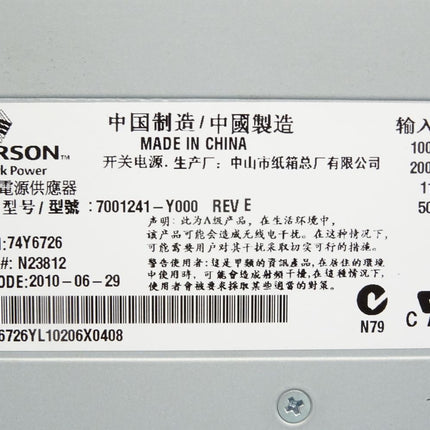 中国制造/中國製造
MADE IN CHINA
ERSON™
rk Power
電源供應器
开关电源. 生产厂: 中山市纸箱总厂有限公司
型号/型號 :7001241-Y000 REV E
:74Y6726
#: N23812
ODE:2010-06-29
声明: 此为A级产品, 在生活环境中,
该产品可能会造成无线电干扰。在这种情况下,
可能需要用户对其干扰采取切实可行的措施。
警告使用者: 這是甲類的資訊產品, 在居住的環境
中使用時, 可能會造成射頻干擾, 在這種情況下,
使用者會被要求採取某些適當的對策。
6726YL10206X0408
N79
输入
100
200
11
50
C